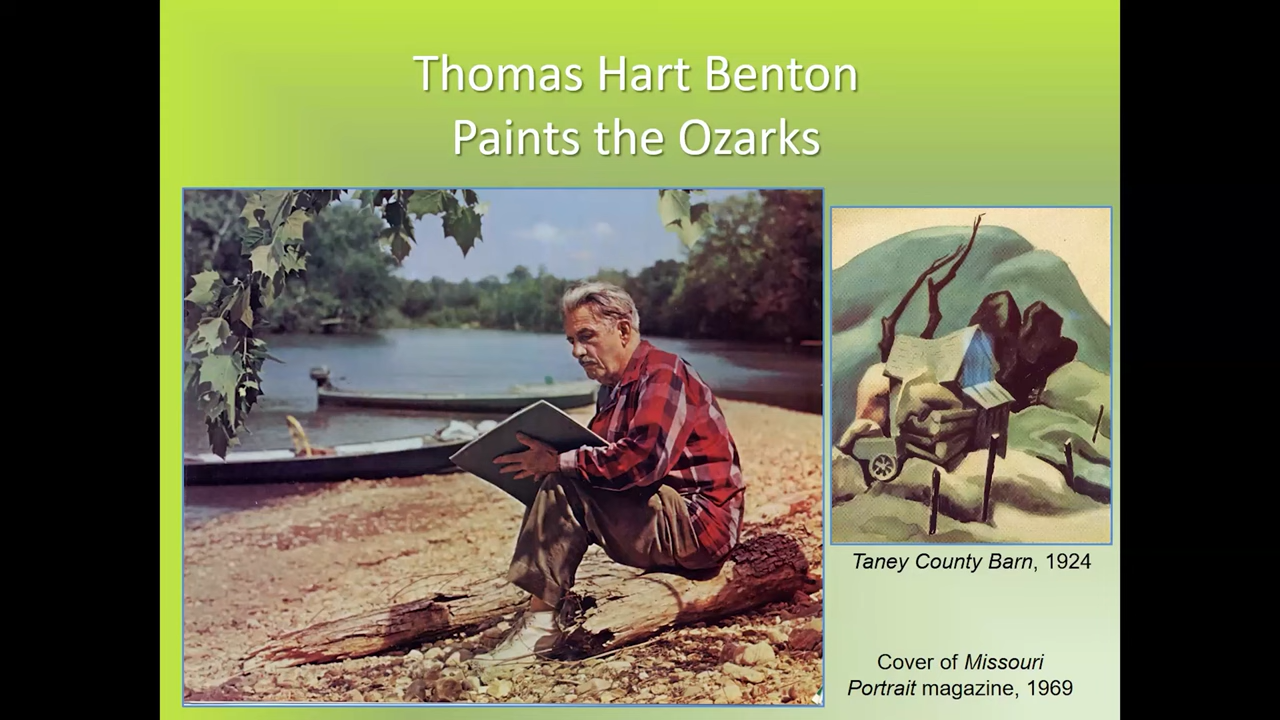 Thomas Hart Benton
Paints the Ozarks
Taney County Barn, 1924
Cover of Missouri
Portrait magazine, 1969